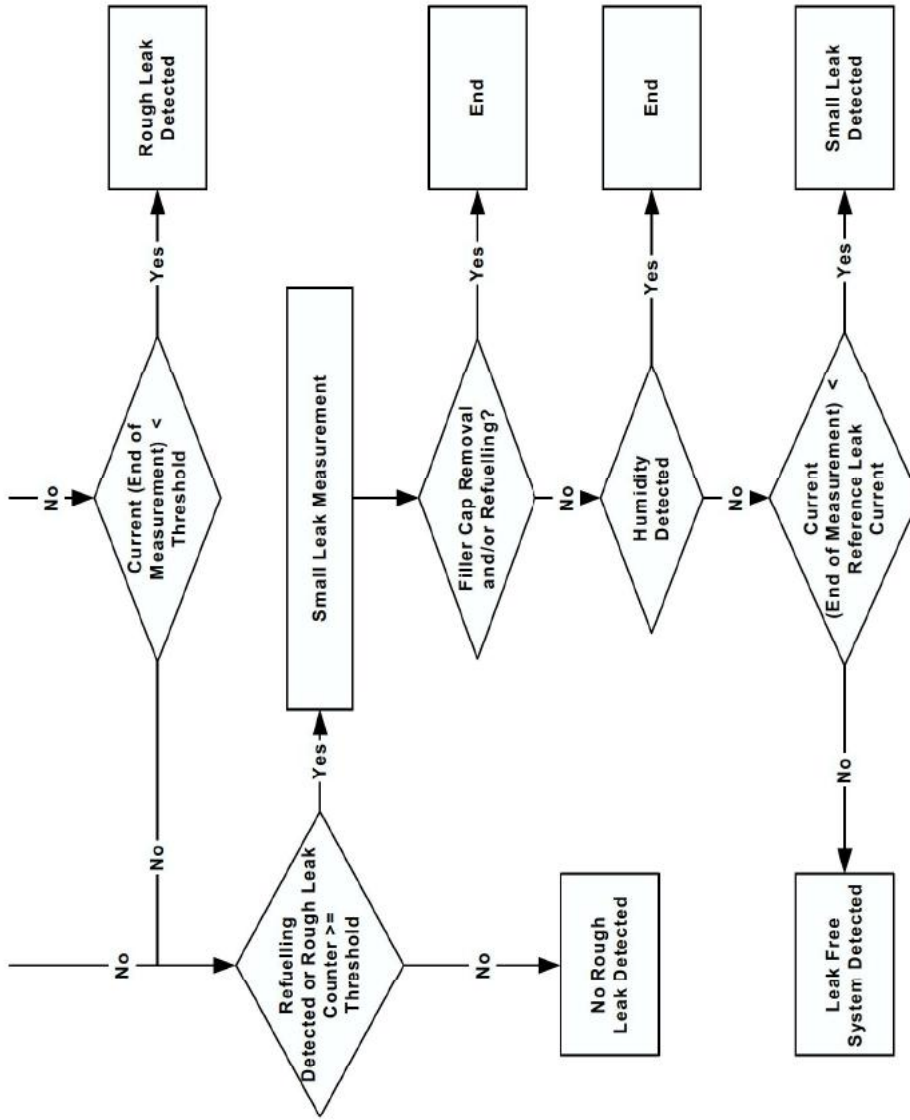 No
Current (End of
Measurement) <
Threshold
Yes
Rough Leak
Detected
No
No
Refuelling
Detected or Rough Leak
Counter >=
Threshold
Yes
Small Leak Measurement
No
No Rough
Leak Detected
Filler Cap Removal
and/or Refuelling?
Yes
End
No
Humidity
Detected
Yes
End
No
Current
(End of Measurement) <
Reference Leak
Current
Yes
Small Leak
Detected
No
Leak Free
System Detected